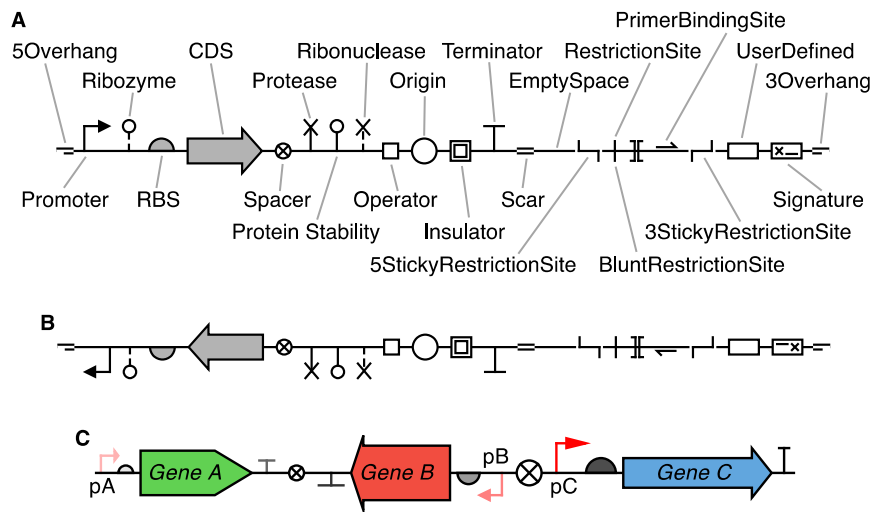 A
PrimerBindingSite
5Overhang
CDS
Ribonuclease
Terminator
RestrictionSite
UserDefined
Ribozyme
Protease
Origin
EmptySpace
3Overhang
Promoter
RBS
Spacer
Operator
Scar
Signature
Protein Stability
Insulator
3StickyRestrictionSite
5StickyRestrictionSite
BluntRestrictionSite
B
C
pA
Gene A
Gene B
pB
pC
Gene C